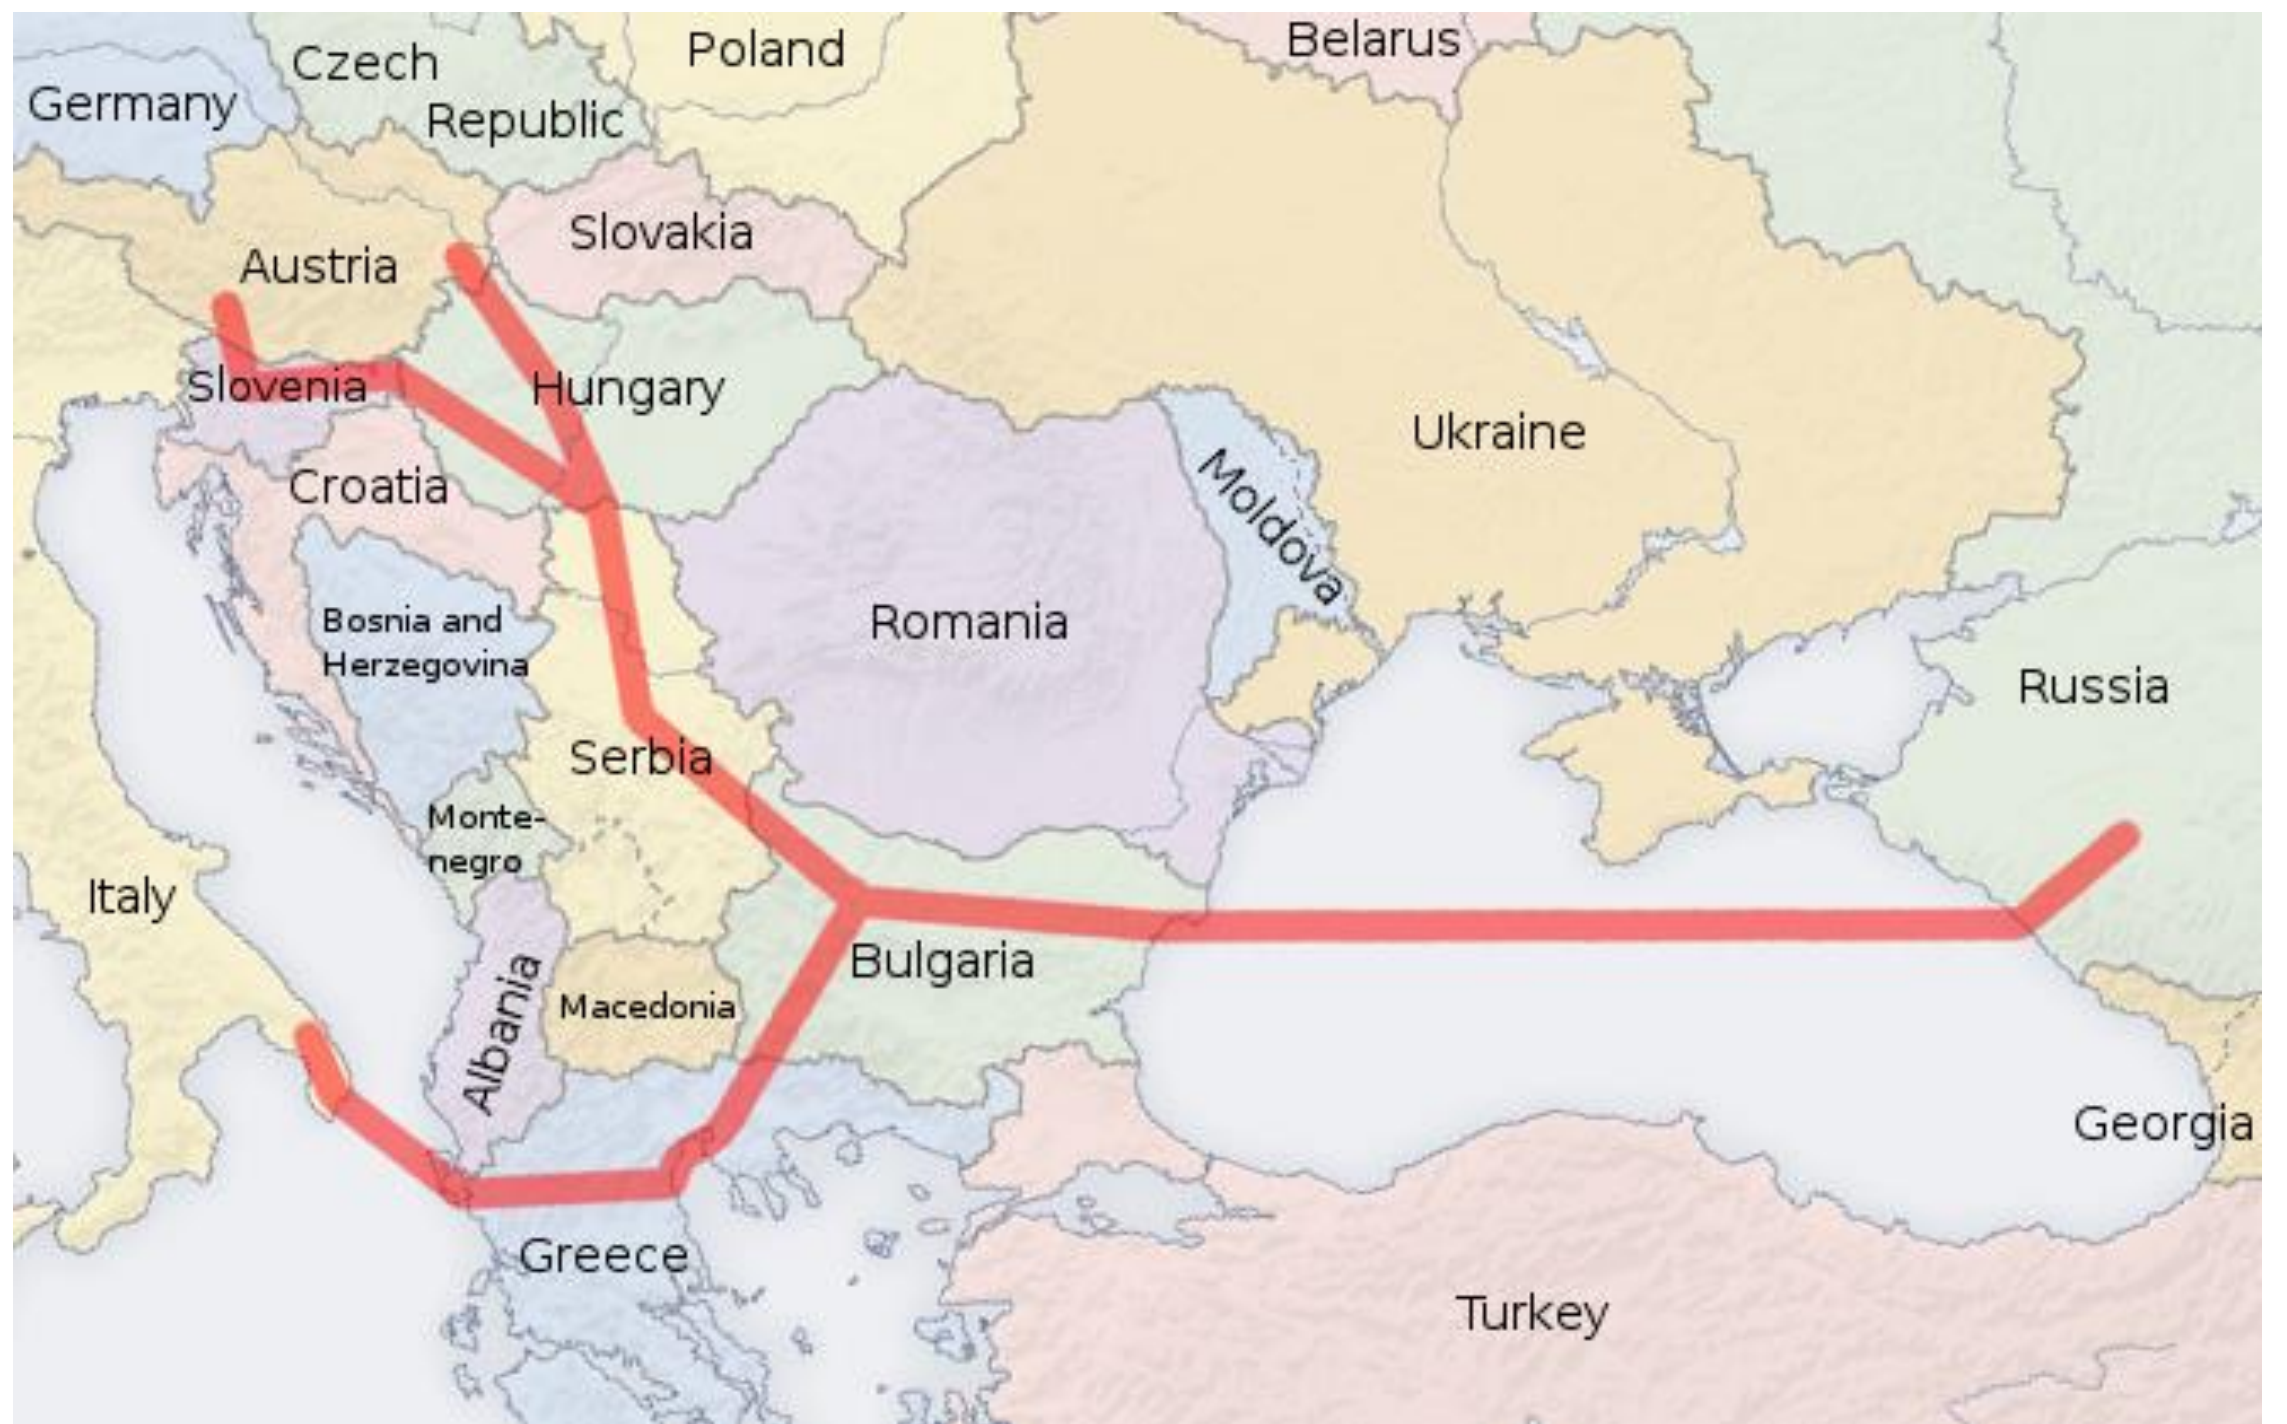 Belarus
Poland
Czech
Republic
Germany
Slovakia
Austria
Hungary
Slovenia
Ukraine
Croatia
Moldova
Bosnia and
Herzegovina
Romania
Russia
Serbia
Monte-
negro
Italy
Bulgaria
Albania
Macedonia
Georgia
Greece
Turkey